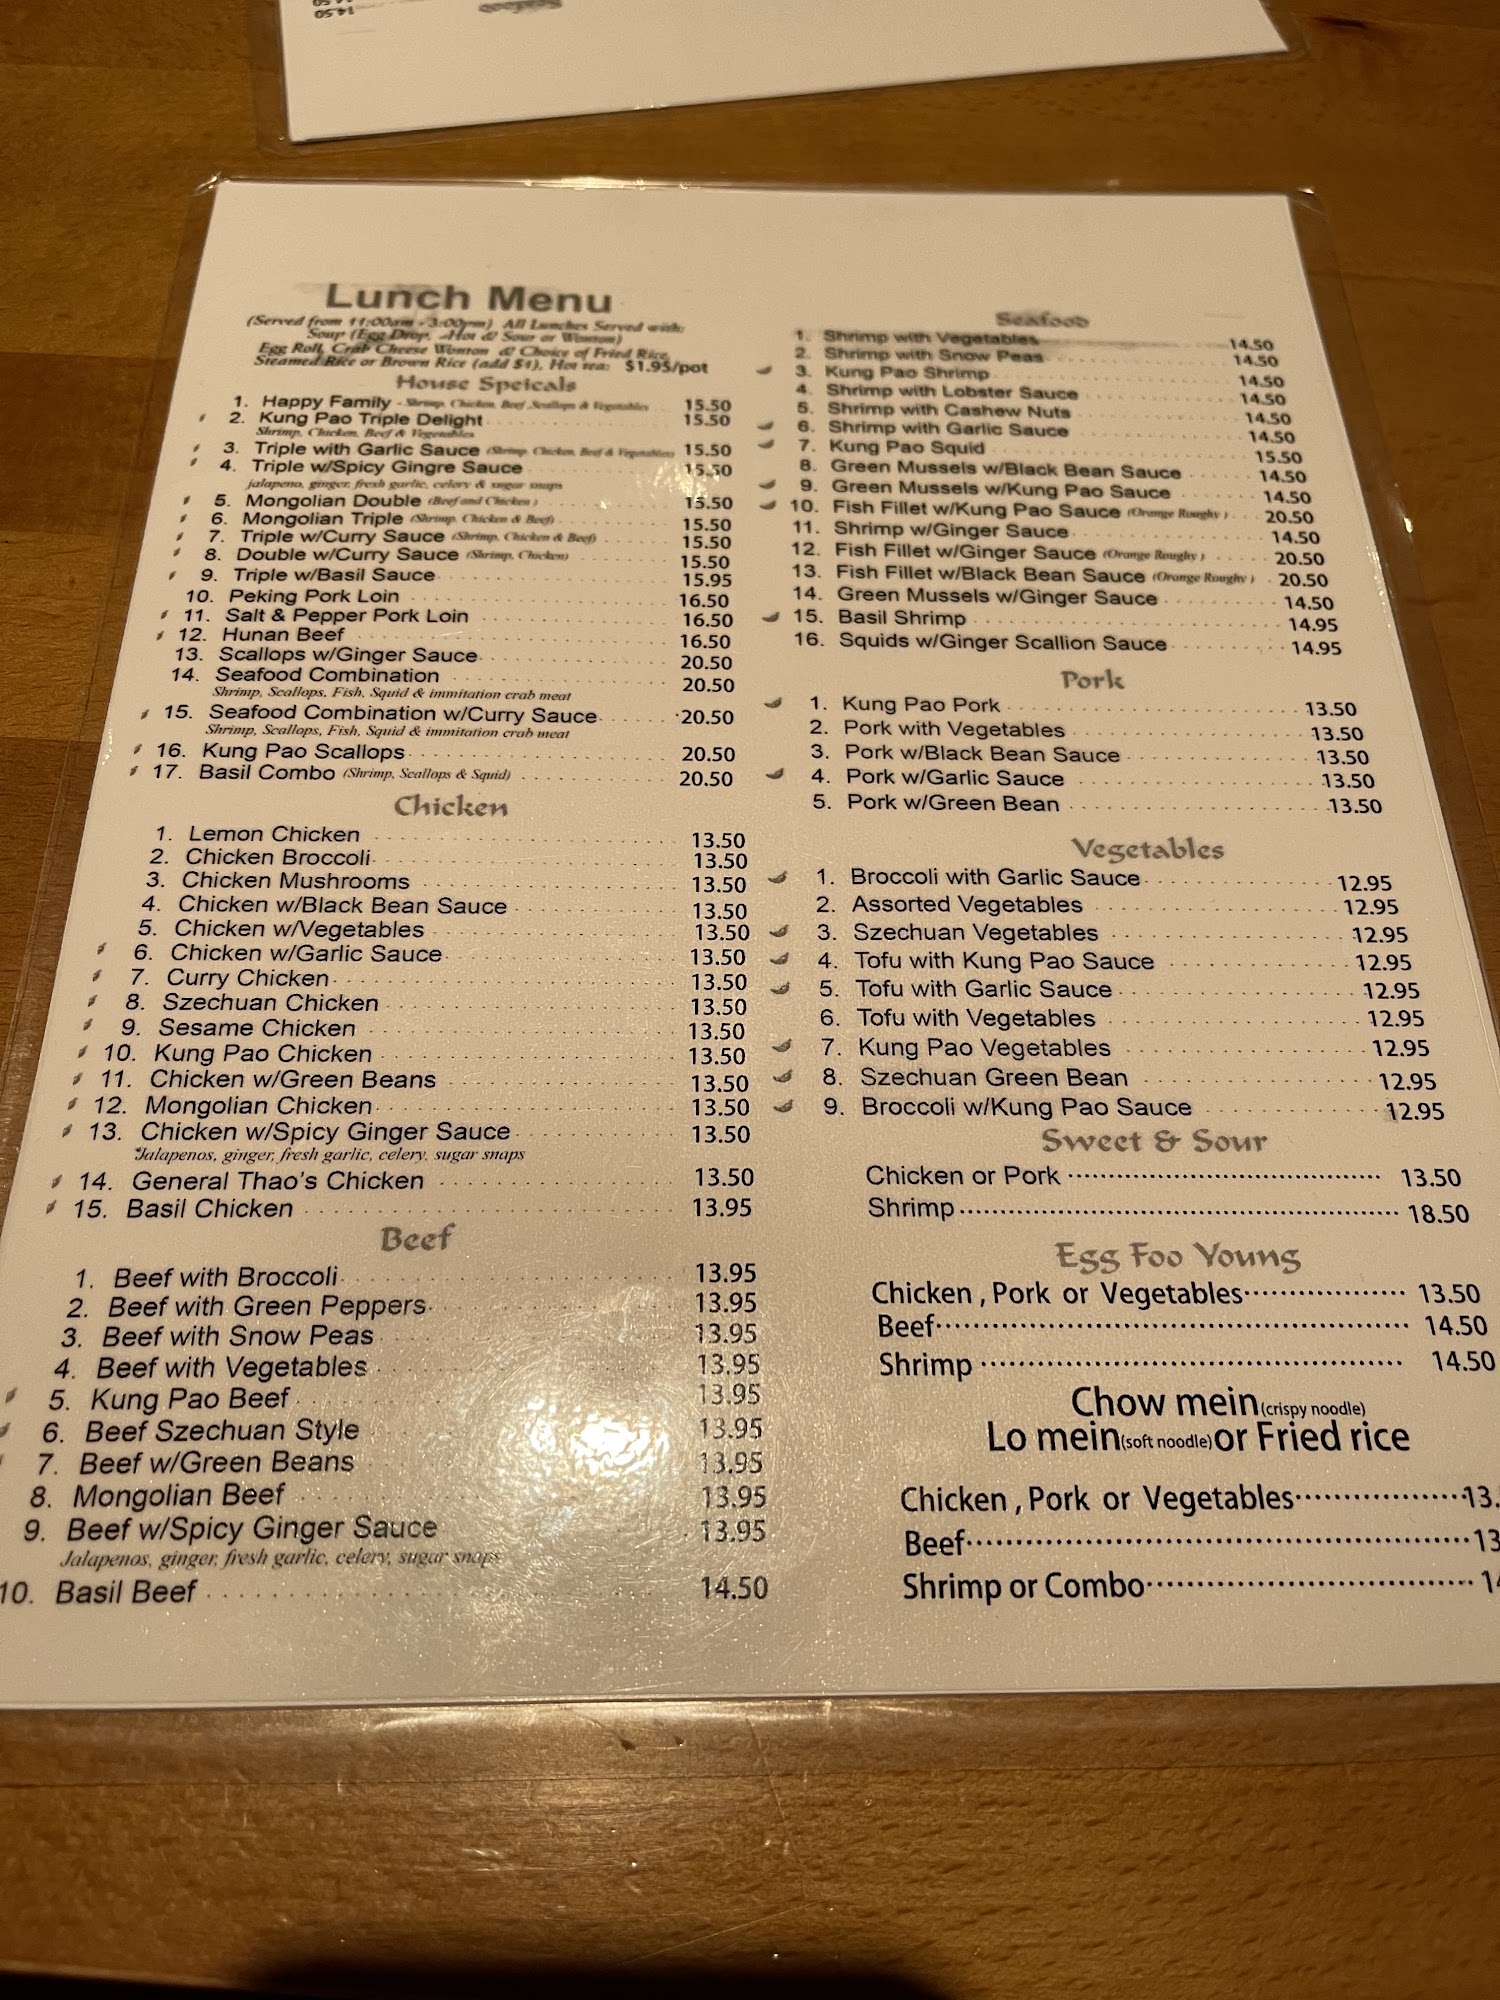 14.50
Seafood
Lunch Menu
(Served from 11:00am - 3:00pm) All Lunches Served with:
Soup (Egg Drop, Hot & Sour or Wonton)
Egg Roll, Crab Cheese Wonton & Choice of Fried Rice,
Steamed Rice or Brown Rice (add $1), Hot tea: $1.95/pot
House Speicals
1. Happy Family - Shrimp, Chicken, Beef, Scallops & Vegetables 15.50
2. Kung Pao Triple Delight 15.50
Shrimp, Chicken, Beef & Vegetables
3. Triple with Garlic Sauce (Shrimp, Chicken, Beef & Vegetables) 15.50
4. Triple w/Spicy Gingre Sauce 15.50
jalapeno, ginger, fresh garlic, celery & sugar snaps
5. Mongolian Double (Beef and Chicken) 15.50
6. Mongolian Triple (Shrimp, Chicken & Beef) 15.50
7. Triple w/Curry Sauce (Shrimp, Chicken & Beef) 15.50
8. Double w/Curry Sauce (Shrimp, Chicken) 15.50
9. Triple w/Basil Sauce 15.95
10. Peking Pork Loin 16.50
11. Salt & Pepper Pork Loin 16.50
12. Hunan Beef 16.50
13. Scallops w/Ginger Sauce 20.50
14. Seafood Combination 20.50
Shrimp, Scallops, Fish, Squid & immitation crab meat
15. Seafood Combination w/Curry Sauce 20.50
Shrimp, Scallops, Fish, Squid & immitation crab meat
16. Kung Pao Scallops 20.50
17. Basil Combo (Shrimp, Scallops & Squid) 20.50
Chicken
1. Lemon Chicken 13.50
2. Chicken Broccoli 13.50
3. Chicken Mushrooms 13.50
4. Chicken w/Black Bean Sauce 13.50
5. Chicken w/Vegetables 13.50
6. Chicken w/Garlic Sauce 13.50
7. Curry Chicken 13.50
8. Szechuan Chicken 13.50
9. Sesame Chicken 13.50
10. Kung Pao Chicken 13.50
11. Chicken w/Green Beans 13.50
12. Mongolian Chicken 13.50
13. Chicken w/Spicy Ginger Sauce 13.50
*Jalapenos, ginger, fresh garlic, celery, sugar snaps
14. General Thao's Chicken 13.50
15. Basil Chicken 13.95
Beef
1. Beef with Broccoli 13.95
2. Beef with Green Peppers 13.95
3. Beef with Snow Peas 13.95
4. Beef with Vegetables 13.95
5. Kung Pao Beef 13.95
6. Beef Szechuan Style 13.95
7. Beef w/Green Beans 13.95
8. Mongolian Beef 13.95
9. Beef w/Spicy Ginger Sauce 13.95
Jalapenos, ginger, fresh garlic, celery, sugar snaps
10. Basil Beef 14.50
Seafood
1. Shrimp with Vegetables 14.50
2. Shrimp with Snow Peas 14.50
3. Kung Pao Shrimp 14.50
4. Shrimp with Lobster Sauce 14.50
5. Shrimp with Cashew Nuts 14.50
6. Shrimp with Garlic Sauce 14.50
7. Kung Pao Squid 15.50
8. Green Mussels w/Black Bean Sauce 14.50
9. Green Mussels w/Kung Pao Sauce 14.50
10. Fish Fillet w/Kung Pao Sauce (Orange Roughy) 20.50
11. Shrimp w/Ginger Sauce 14.50
12. Fish Fillet w/Ginger Sauce (Orange Roughy) 20.50
13. Fish Fillet w/Black Bean Sauce (Orange Roughy) 20.50
14. Green Mussels w/Ginger Sauce 14.50
15. Basil Shrimp 14.95
16. Squids w/Ginger Scallion Sauce 14.95
Pork
1. Kung Pao Pork 13.50
2. Pork with Vegetables 13.50
3. Pork w/Black Bean Sauce 13.50
4. Pork w/Garlic Sauce 13.50
5. Pork w/Green Bean 13.50
Vegetables
1. Broccoli with Garlic Sauce 12.95
2. Assorted Vegetables 12.95
3. Szechuan Vegetables 12.95
4. Tofu with Kung Pao Sauce 12.95
5. Tofu with Garlic Sauce 12.95
6. Tofu with Vegetables 12.95
7. Kung Pao Vegetables 12.95
8. Szechuan Green Bean 12.95
9. Broccoli w/Kung Pao Sauce 12.95
Sweet & Sour
Chicken or Pork 13.50
Shrimp 18.50
Egg Foo Young
Chicken , Pork or Vegetables 13.50
Beef 14.50
Shrimp 14.50
Chow mein (crispy noodle)
Lo mein (soft noodle) or Fried rice
Chicken , Pork or Vegetables 13.
Beef 13
Shrimp or Combo 14